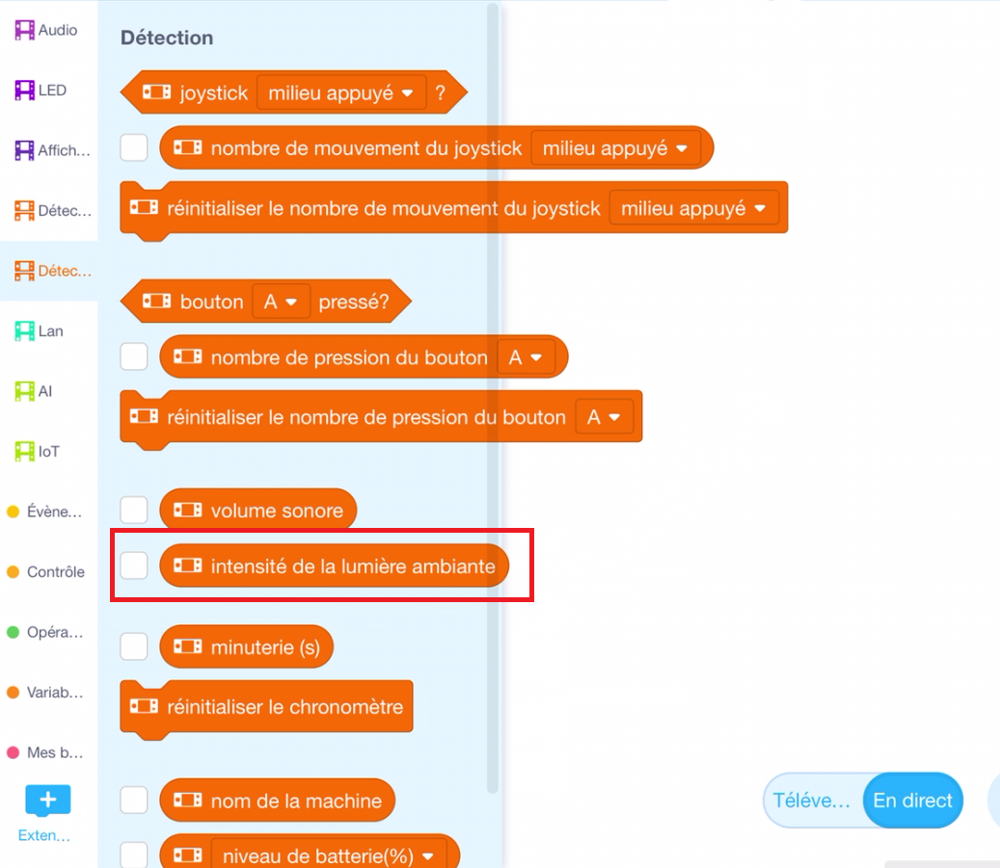 Audio
LED
Affich...
Détec...
Détec...
Lan
AI
IoT
Évène...
Contrôle
Opéra...
Variab...
Mes b...
Exten...
Détection
joystick milieu appuyé ?
nombre de mouvement du joystick milieu appuyé
réinitialiser le nombre de mouvement du joystick milieu appuyé
bouton A pressé?
nombre de pression du bouton A
réinitialiser le nombre de pression du bouton A
volume sonore
intensité de la lumière ambiante
minuterie (s)
réinitialiser le chronomètre
nom de la machine
niveau de batterie(%)
Téléve... En direct